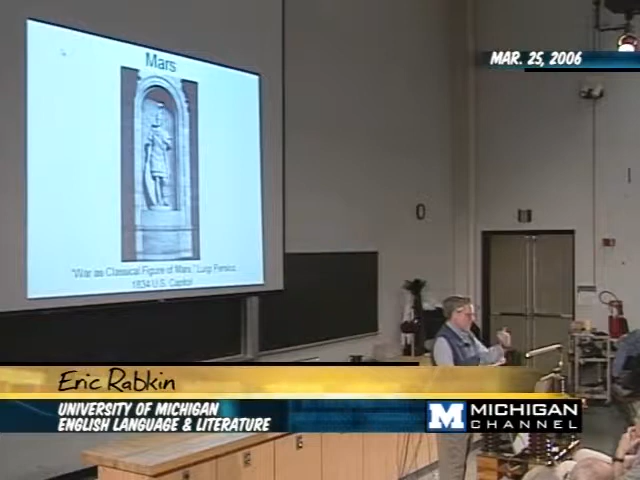 Mars
"War as Classical Figure of Mars," Luigi Persico,
1834 U.S. Capitol
MAR. 25, 2006
Eric Rabkin
UNIVERSITY OF MICHIGAN
ENGLISH LANGUAGE & LITERATURE
M MICHIGAN
CHANNEL